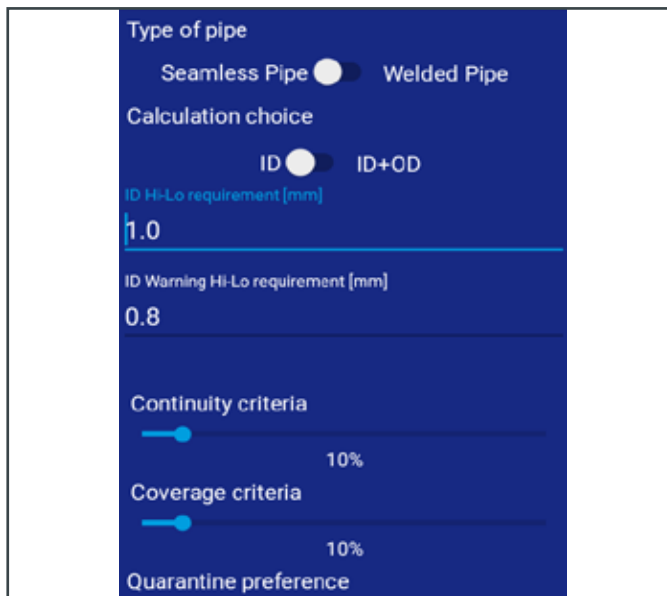 Type of pipe
Seamless Pipe Welded Pipe
Calculation choice
ID ID+OD
ID Hi-Lo requirement [mm]
1.0
ID Warning Hi-Lo requirement [mm]
0.8
Continuity criteria
10%
Coverage criteria
10%
Quarantine preference